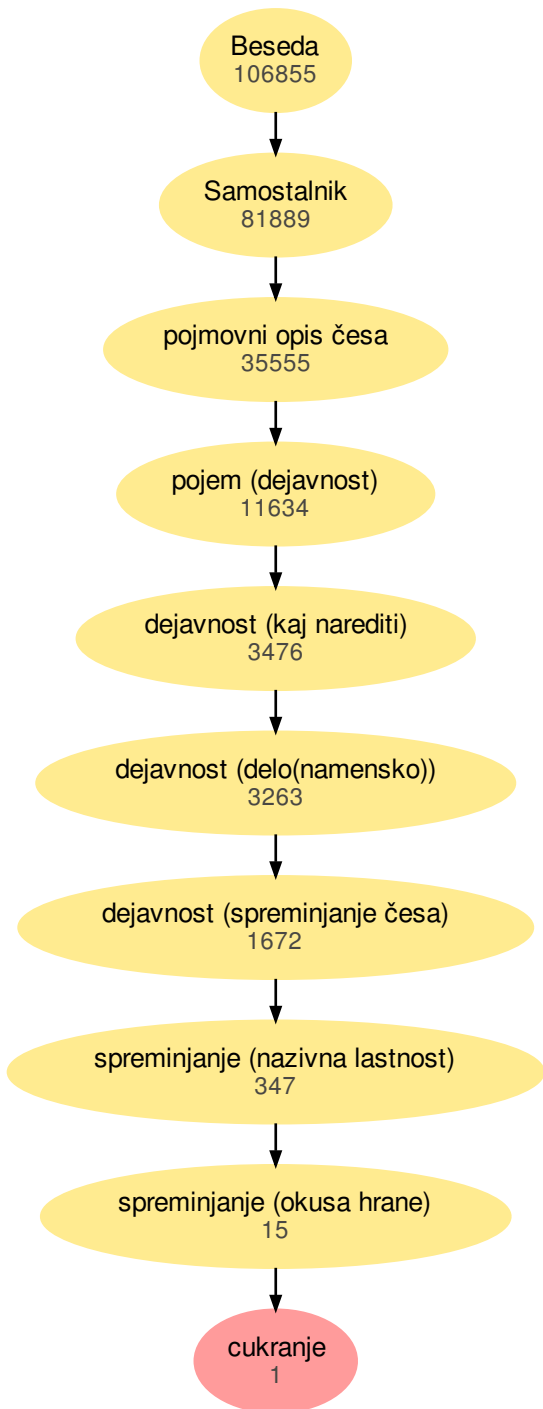 Beseda
106855
Samostalnik
81889
pojmovni opis česa
35555
pojem (dejavnost)
11634
dejavnost (kaj narediti)
3476
dejavnost (delo(namensko))
3263
dejavnost (spreminjanje česa)
1672
spreminjanje (nazivna lastnost)
347
spreminjanje (okusa hrane)
15
cukranje
1